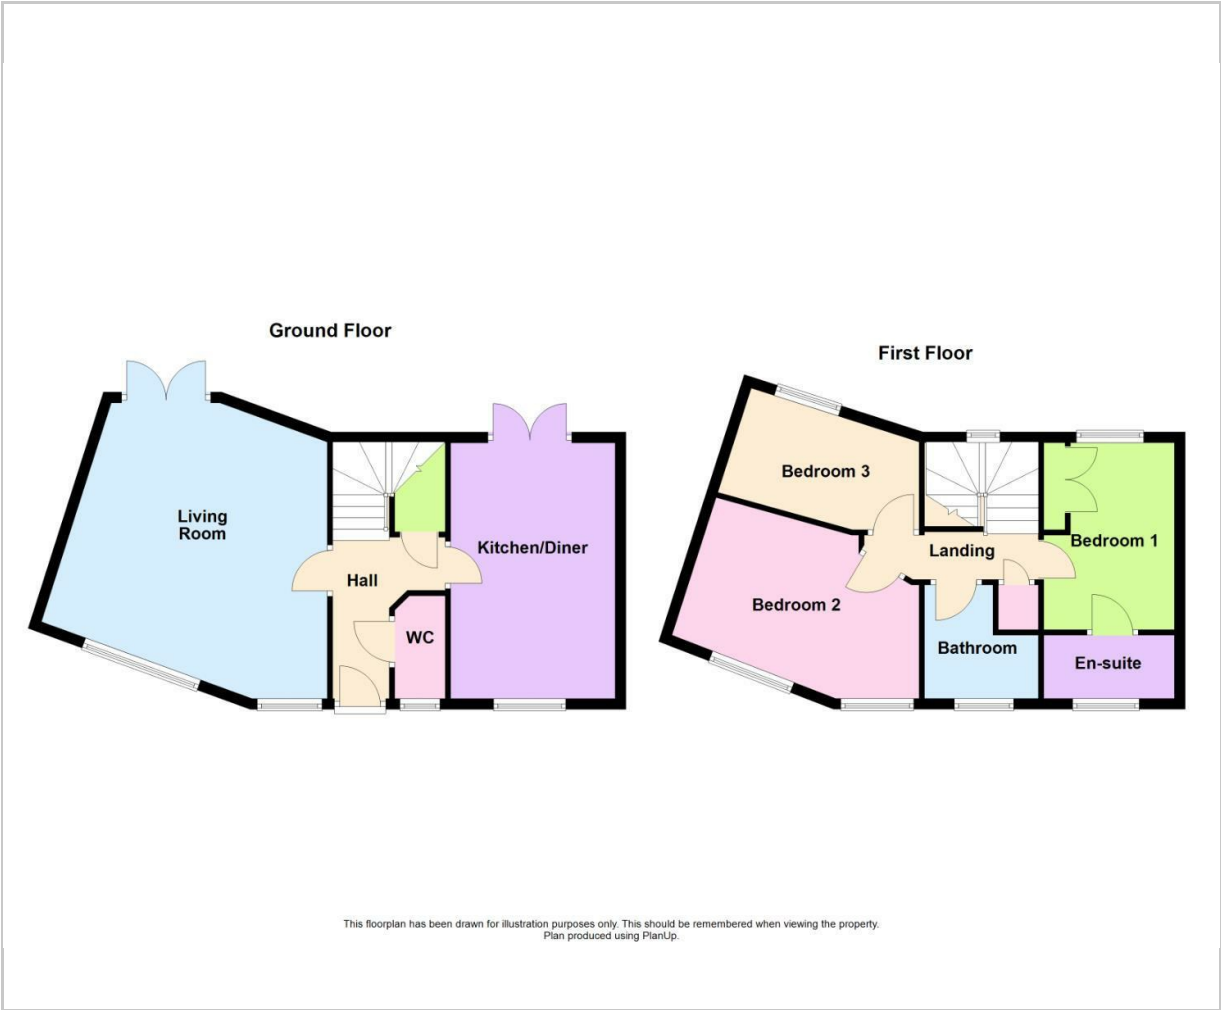 Ground Floor
Living
Room
Hall
WC
Kitchen/Diner
First Floor
Bedroom 3
Bedroom 2
Landing
Bedroom 1
Bathroom
En-suite
This floorplan has been drawn for illustration purposes only. This should be remembered when viewing the property.
Plan produced using PlanUp.